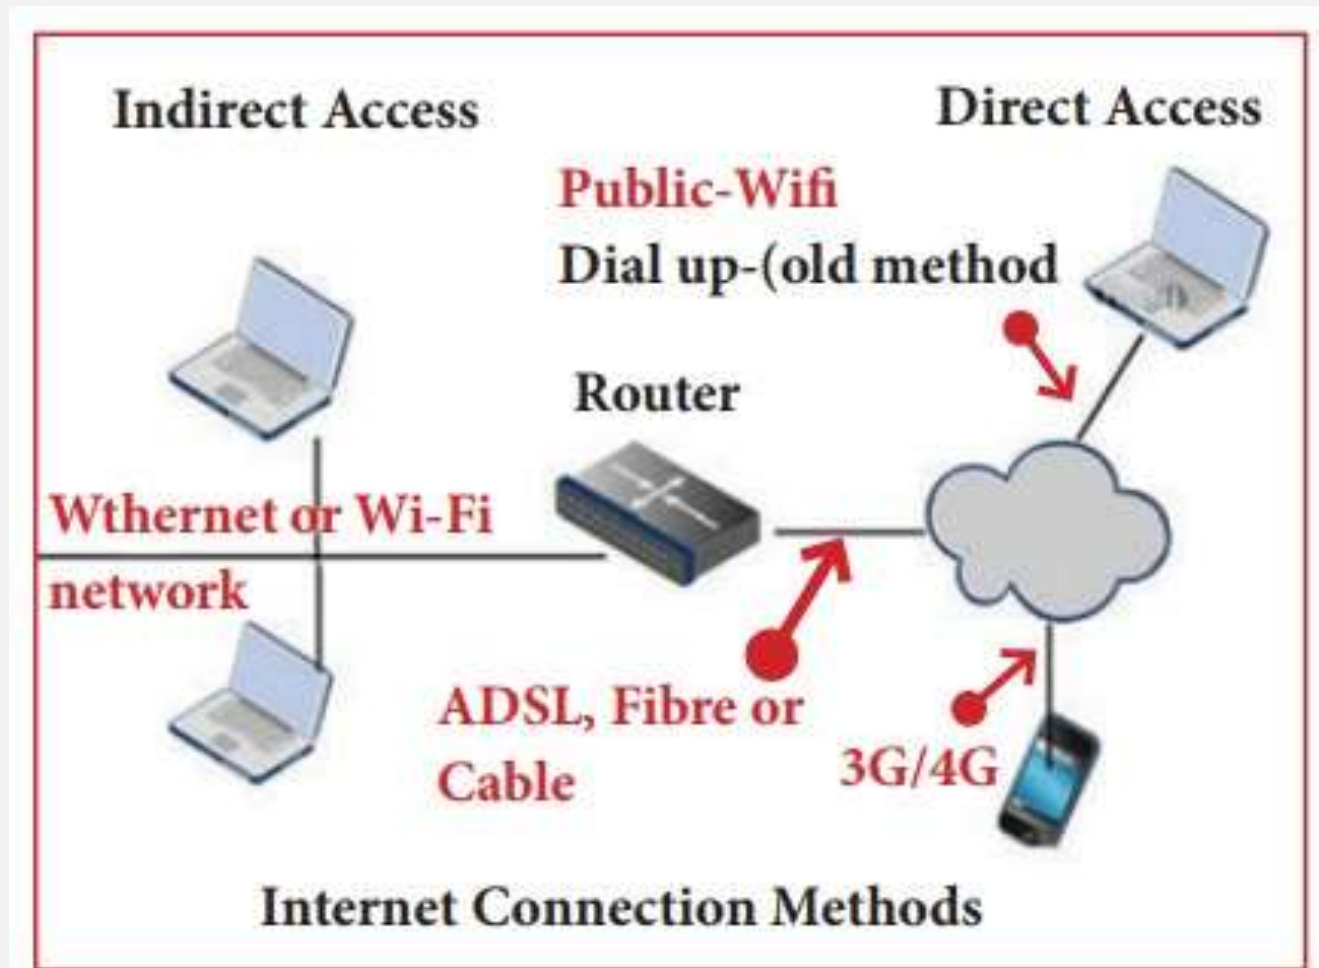 Indirect Access
Direct Access
Public-Wifi
Dial up-(old method
Router
Wthernet or Wi-Fi
network
ADSL, Fibre or
Cable
3G/4G
Internet Connection Methods